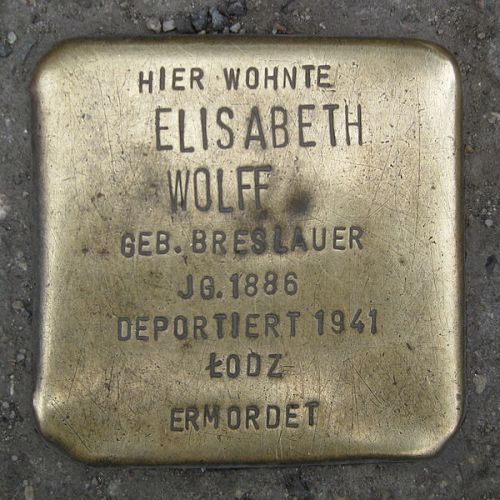 HIER WOHNTE
ELISABETH
WOLFF
GEB. BRESLAUER
JG. 1886
DEPORTIERT 1941
ŁODZ
ERMORDET